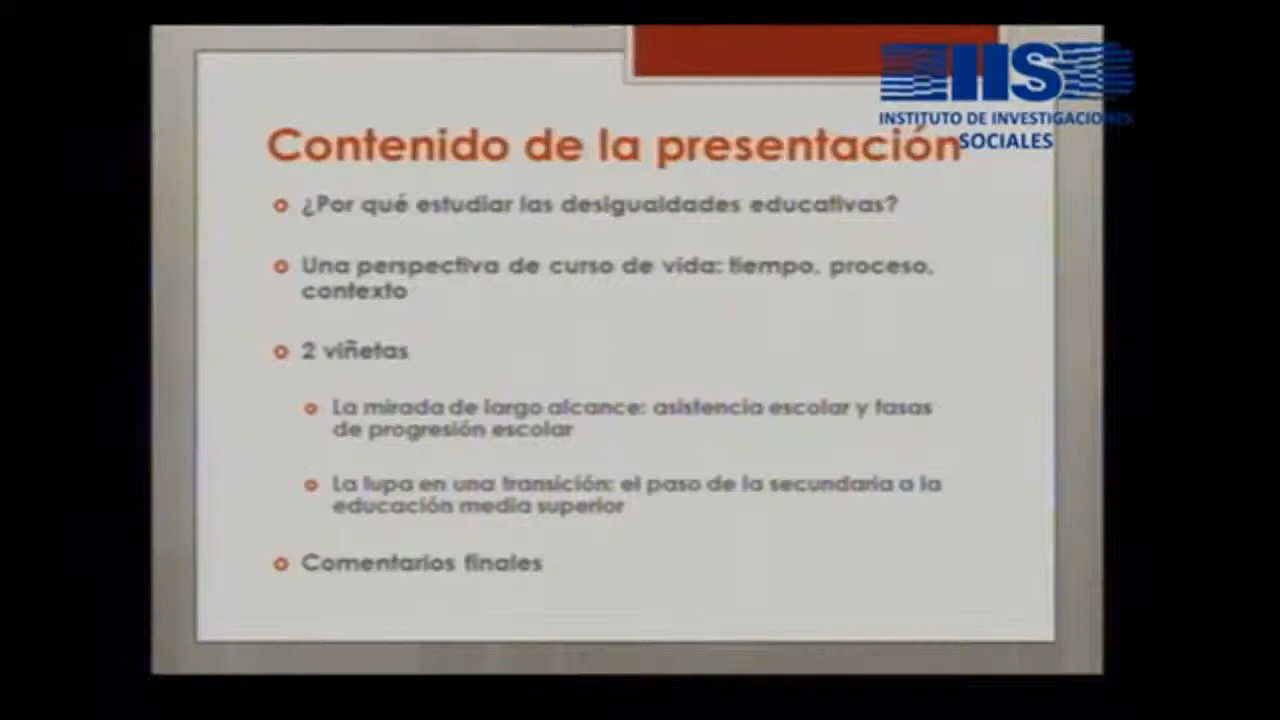 IIS
INSTITUTO DE INVESTIGACIONES
SOCIALES
Contenido de la presentación
¿Por qué estudiar las desigualdades educativas?
Una perspectiva de curso de vida: tiempo, proceso,
contexto
2 viñetas
La mirada de largo alcance: asistencia escolar y tasas
de progresión escolar
La lupa en una transición: el paso de la secundaria a la
educación media superior
Comentarios finales